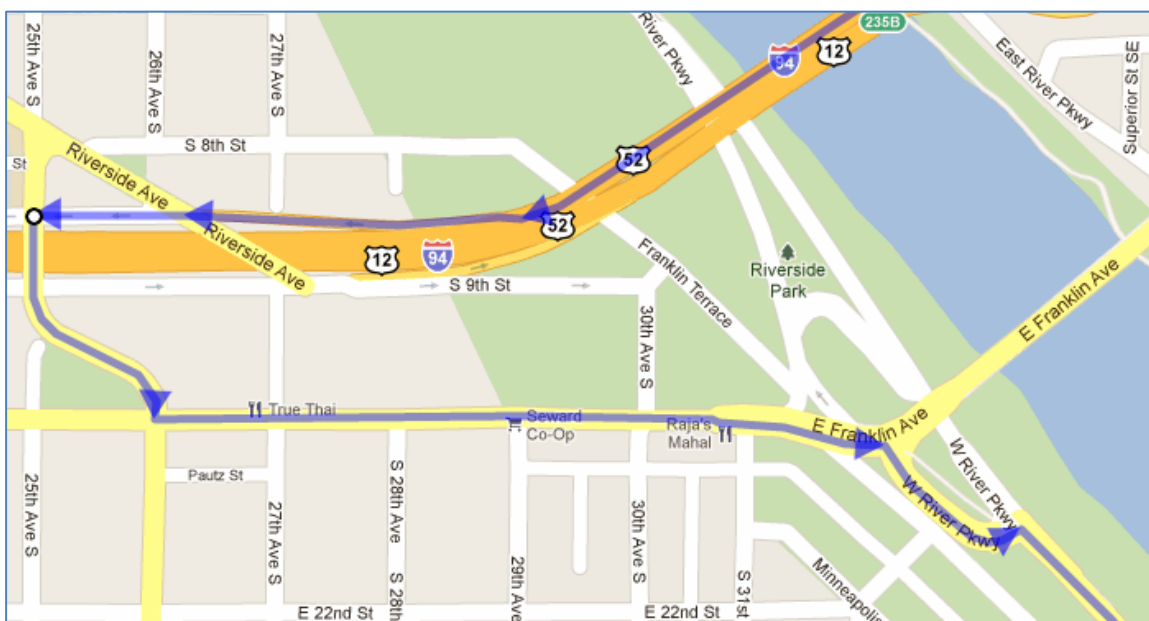 235B
12
94
52
52
12
94
25th Ave S
26th Ave S
27th Ave S
River Pkwy
East River Pkwy
Superior St SE
S 8th St
St
Riverside Ave
Riverside Ave
S 9th St
Franklin Terrace
Riverside
Park
E Franklin Ave
30th Ave S
True Thai
Seward
Co-Op
Raja's
Mahal
E Franklin Ave
W River Pkwy
W River Pkwy
Pautz St
25th Ave S
27th Ave S
S 28th Ave
S 28th
29th Ave
30th Ave S
S 31st
Minneapolis
E 22nd St
E 22nd St